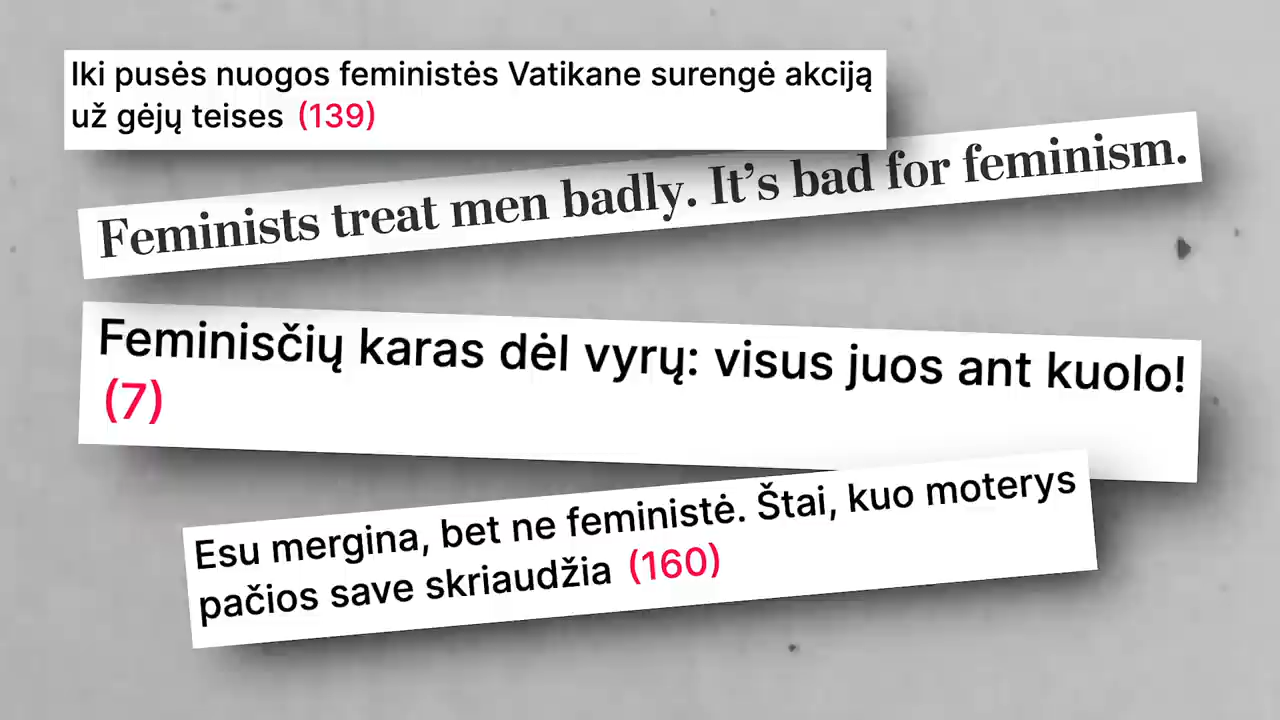 Iki pusės nuogos feministės Vatikane surengė akciją
už gėjų teises (139)
Feminists treat men badly. It’s bad for feminism.
Feminisčių karas dėl vyrų: visus juos ant kuolo!
(7)
Esu mergina, bet ne feministė. Štai, kuo moterys
pačios save skriaudžia (160)